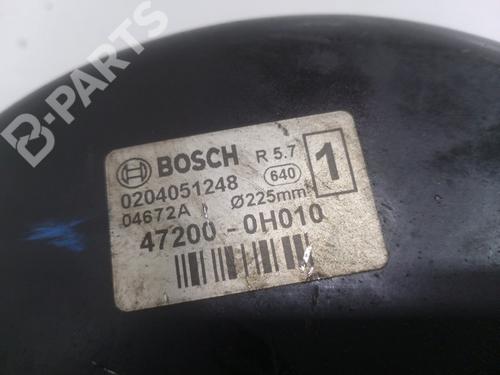 B-PARTS
BOSCH R 5.7 1
0204051248 640
04672A Ø225mm
47200-0H010